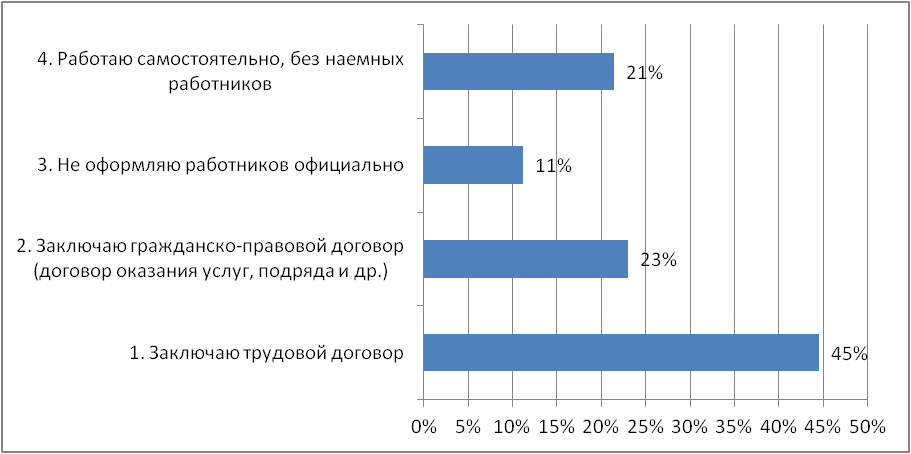 4. Работаю самостоятельно, без наемных
работников
21%
3. Не оформляю работников официально
11%
2. Заключаю гражданско-правовой договор
(договор оказания услуг, подряда и др.)
23%
1. Заключаю трудовой договор
45%
0% 5% 10% 15% 20% 25% 30% 35% 40% 45% 50%